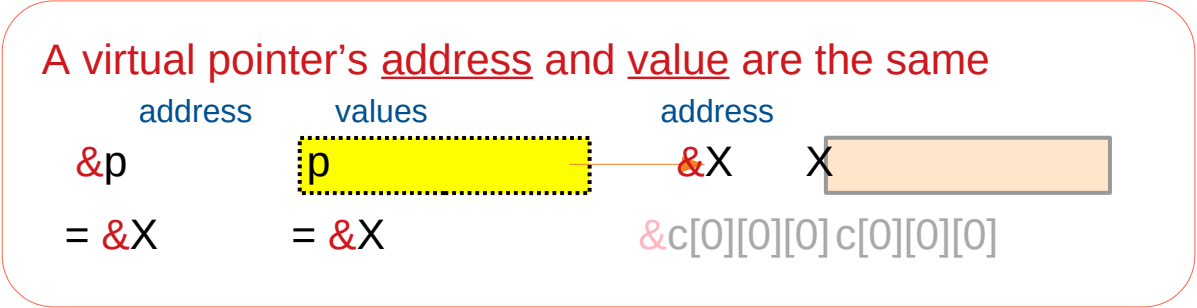 A virtual pointer's address and value are the same
address values address
&p p &X X
= &X = &X &c[0][0][0] c[0][0][0]